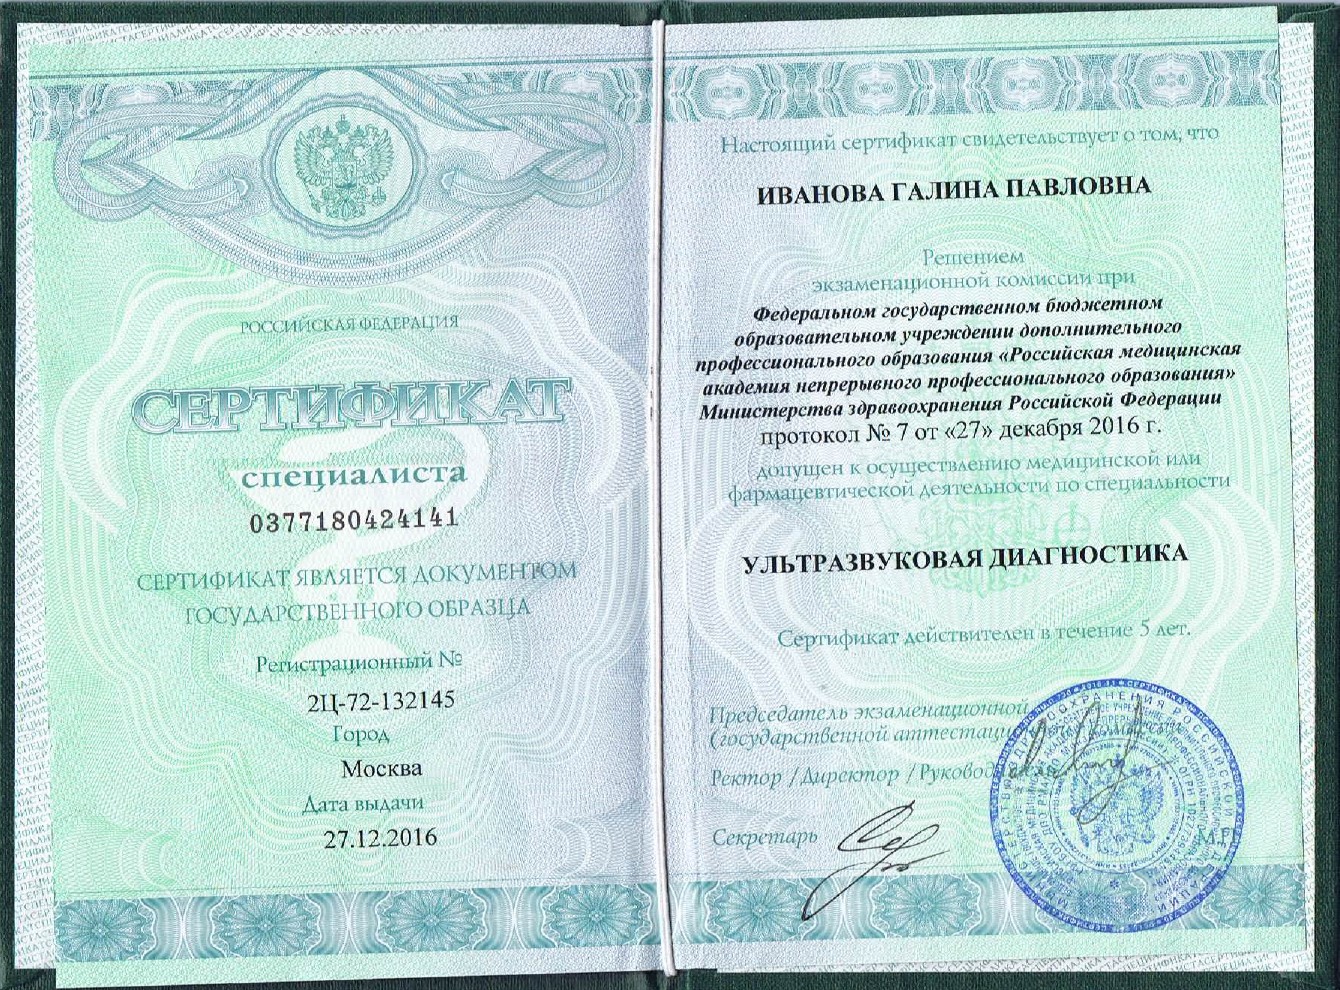 РОССИЙСКАЯ ФЕДЕРАЦИЯ
СЕРТИФИКАТ
специалиста
0377180424141
СЕРТИФИКАТ ЯВЛЯЕТСЯ ДОКУМЕНТОМ
ГОСУДАРСТВЕННОГО ОБРАЗЦА
Регистрационный №
2Ц-72-132145
Город
Москва
Дата выдачи
27.12.2016
Настоящий сертификат свидетельствует о том, что
ИВАНОВА ГАЛИНА ПАВЛОВНА
Решением
экзаменационной комиссии при
Федеральном государственном бюджетном
образовательном учреждении дополнительного
профессионального образования «Российская медицинская
академия непрерывного профессионального образования»
Министерства здравоохранения Российской Федерации
протокол № 7 от «27» декабря 2016 г.
допущен к осуществлению медицинской или
фармацевтической деятельности по специальности
УЛЬТРАЗВУКОВАЯ ДИАГНОСТИКА
Сертификат действителен в течение 5 лет.
Председатель экзаменационной
(государственной
Ректор /Директор
Секретарь
М.П.